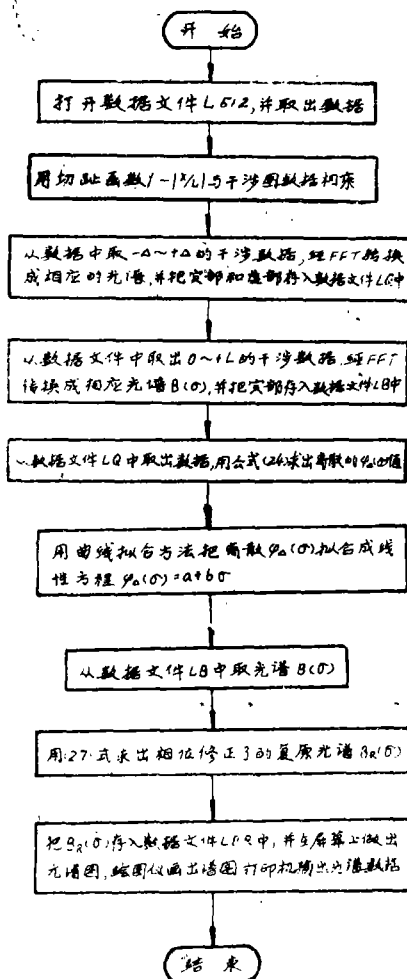 开 始
打开数据文件L512,并取出数据
用切趾函数1-|x/L|与干涉图数据相乘
从数据中取-Δ~+Δ的干涉数据,经FFT转换
成相应的光谱,并把实部和虚部存入数据文件LQ中
从数据文件中取出0~+L的干涉数据,经FFT
转换成相应光谱B(σ),并把实部存入数据文件LB中
数据文件LQ中取出数据,用公式(24)求出离散的φ(σ)值
用曲线拟合方法把离散φ₀(σ)拟合成线
性方程φ₀(σ)=a+bσ
从数据文件LB中取光谱B(σ)
用27式求出相位修正了的复原光谱B_R(σ)
把B_R(σ)存入数据文件中,并在屏幕上做出
光谱图,绘图仪画出谱图打印机输出光谱数据
结 束